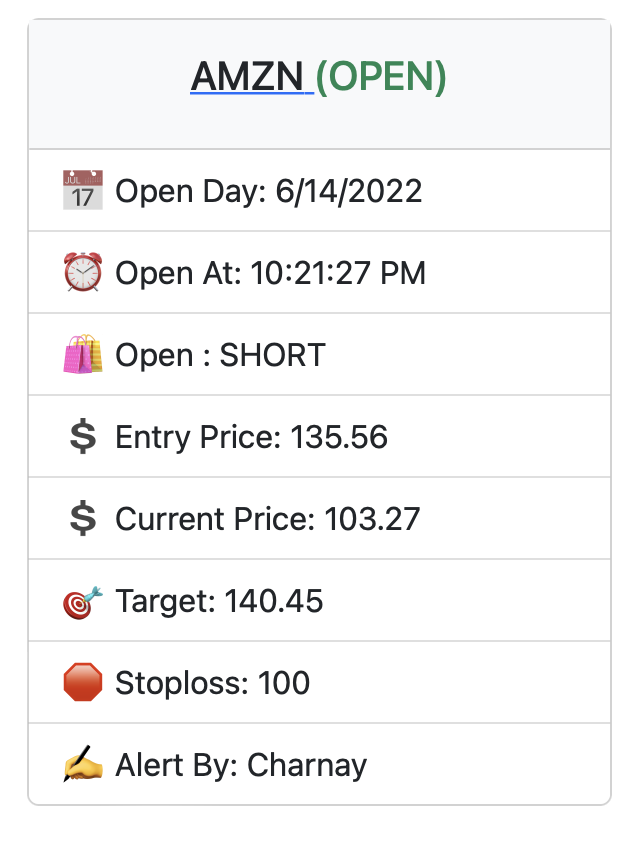 AMZN (OPEN)
JUL
17
Open Day: 6/14/2022
Open At: 10:21:27 PM
Open : SHORT
$ Entry Price: 135.56
$ Current Price: 103.27
Target: 140.45
Stoploss: 100
Alert By: Charnay